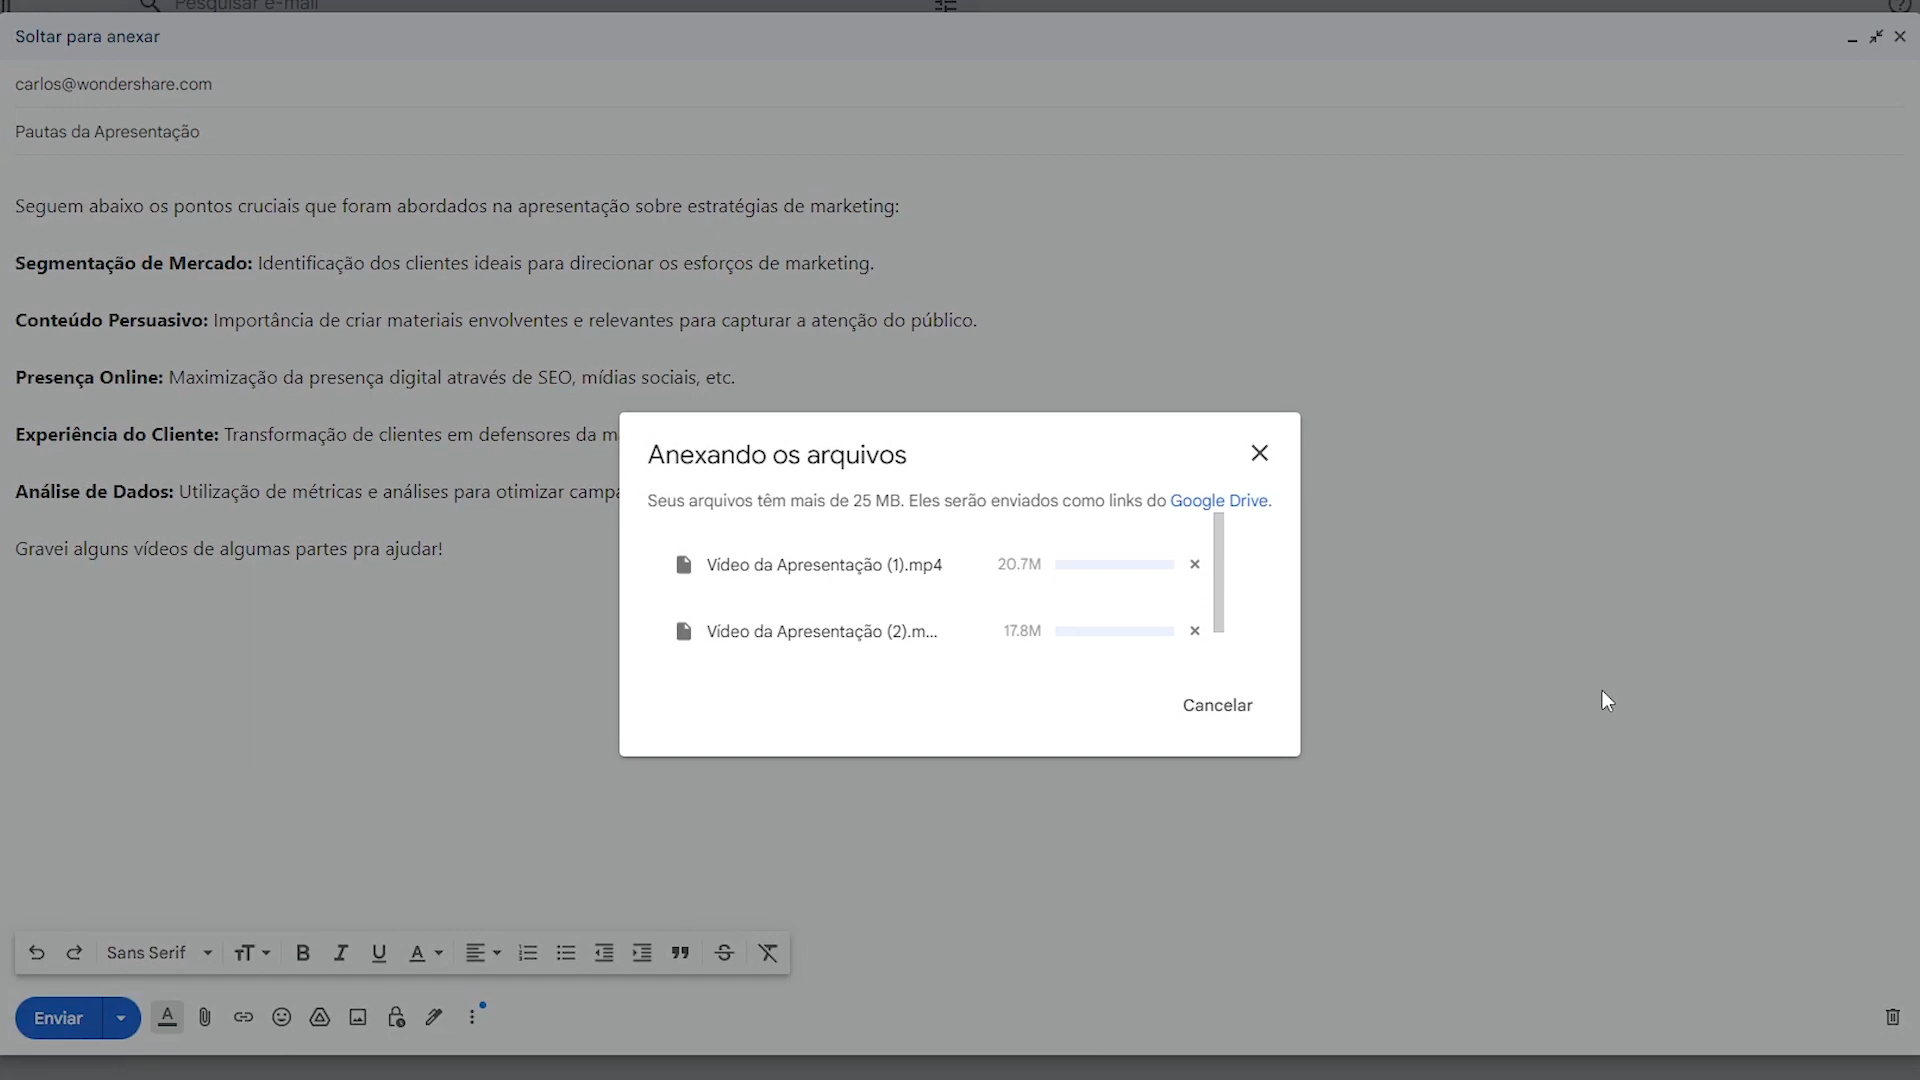 Pesquisar e-mail
Soltar para anexar
carlos@wondershare.com
Pautas da Apresentação
Seguem abaixo os pontos cruciais que foram abordados na apresentação sobre estratégias de marketing:
Segmentação de Mercado: Identificação dos clientes ideais para direcionar os esforços de marketing.
Conteúdo Persuasivo: Importância de criar materiais envolventes e relevantes para capturar a atenção do público.
Presença Online: Maximização da presença digital através de SEO, mídias sociais, etc.
Experiência do Cliente: Transformação de clientes em defensores da
Análise de Dados: Utilização de métricas e análises para otimizar
Gravei alguns vídeos de algumas partes pra ajudar!
Anexando os arquivos
Seus arquivos têm mais de 25 MB. Eles serão enviados como links do Google Drive.
Vídeo da Apresentação (1).mp4 20.7M
Vídeo da Apresentação (2).m... 17.8M
Cancelar
Sans Serif
Enviar